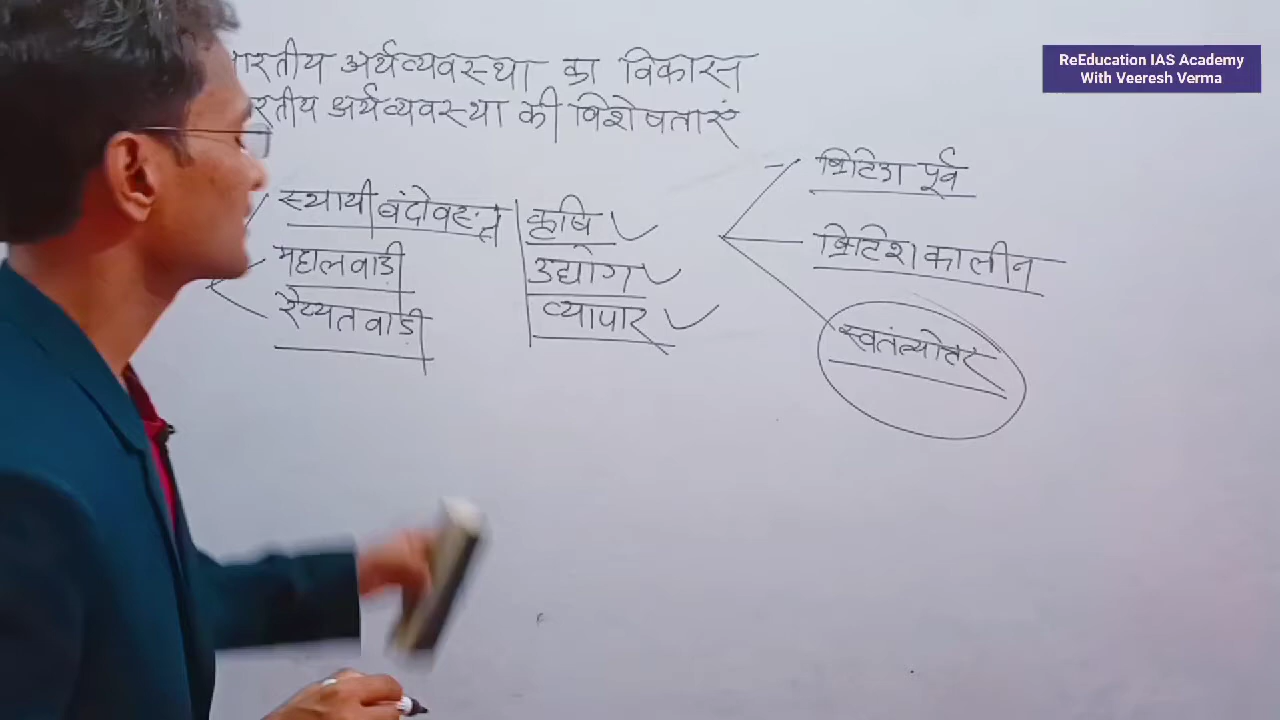 ReEducation IAS Academy
With Veeresh Verma
भारतीय अर्थव्यवस्था का विकास
भारतीय अर्थव्यवस्था की विशेषताएं
स्थायी बंदोवस्त
महालवाड़ी
रैय्यतवाड़ी
कृषि
उद्योग
व्यापार
ब्रिटिश पूर्व
ब्रिटिश कालीन
स्वतंत्र्योत्तर